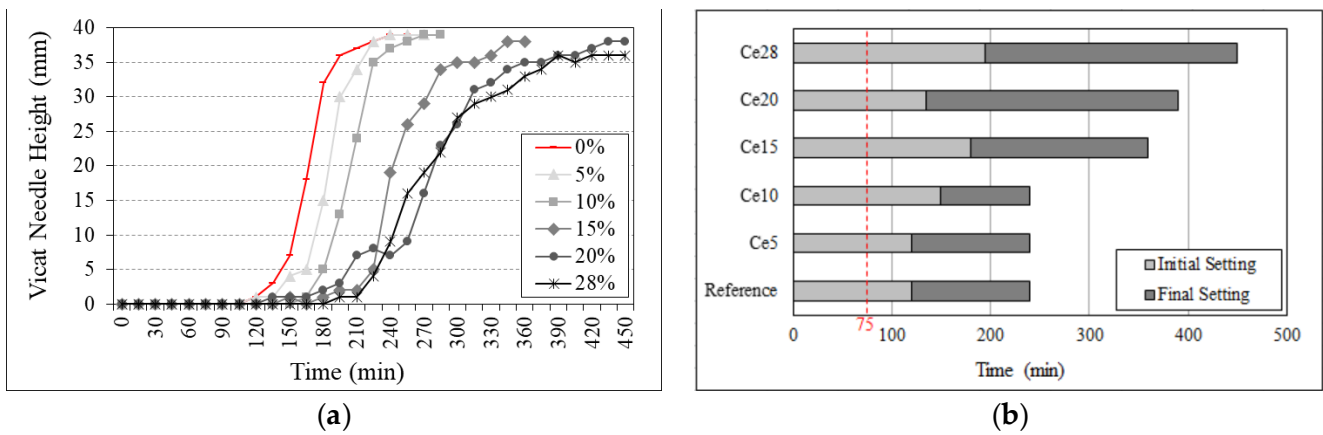 Vicat Needle Height (mm)
40
35
30
25
20
15
10
5
0
0%
5%
10%
15%
20%
28%
0
30
60
90
120
150
180
210
240
270
300
330
360
390
420
450
Time (min)
(a)
Ce28
Ce20
Ce15
Ce10
Ce5
Reference
Initial Setting
Final Setting
0
75
100
200
300
400
500
Time (min)
(b)